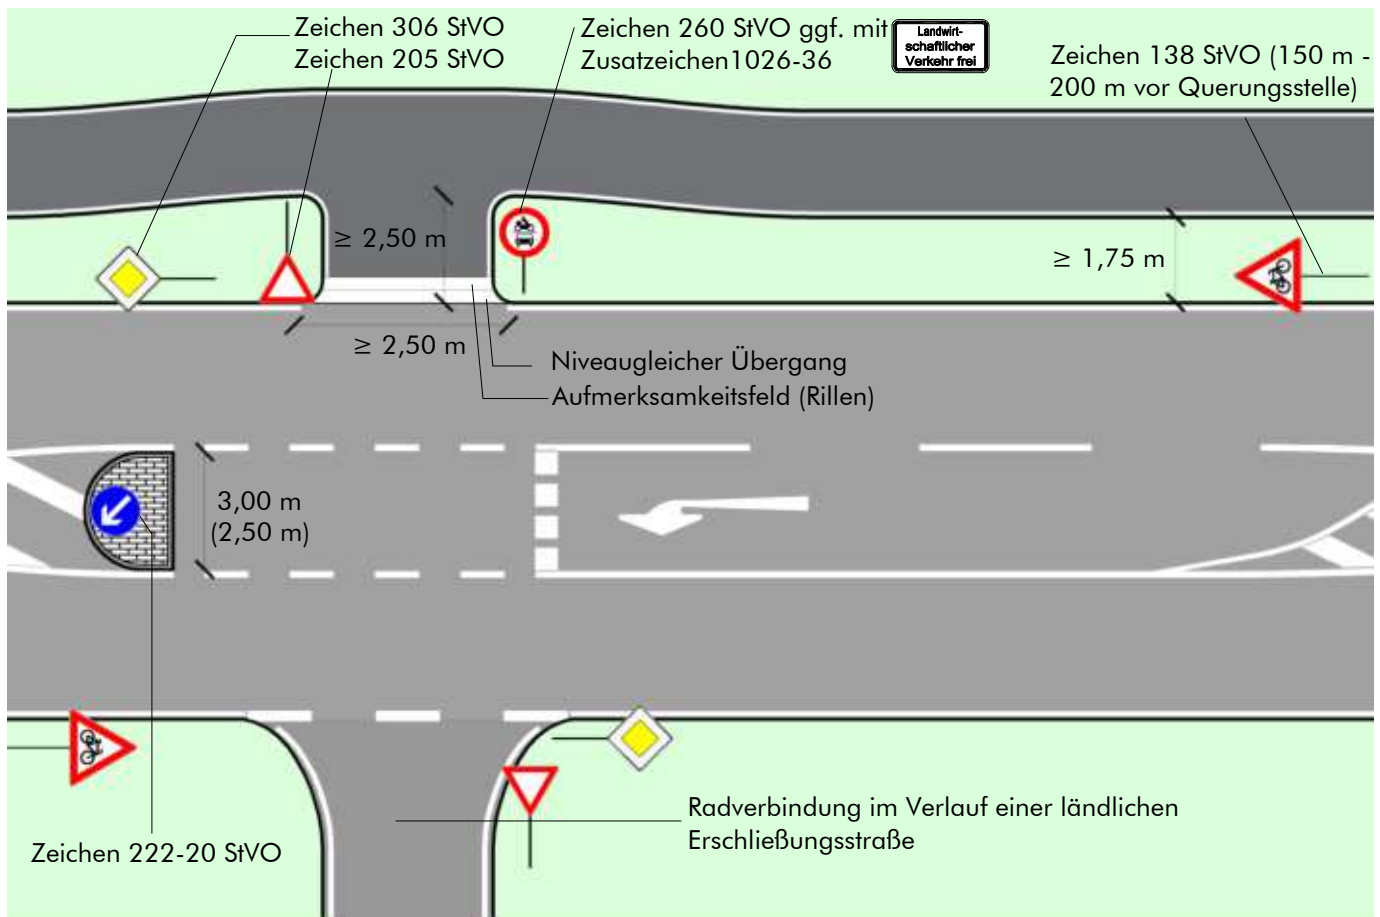 Zeichen 306 StVO
Zeichen 205 StVO
Zeichen 260 StVO ggf. mit
Zusatzeichen1026-36
Landwirt-
schaftlicher
Verkehr frei
Zeichen 138 StVO (150 m -
200 m vor Querungsstelle)
≥ 2,50 m
≥ 1,75 m
≥ 2,50 m
Niveaugleicher Übergang
Aufmerksamkeitsfeld (Rillen)
3,00 m
(2,50 m)
Radverbindung im Verlauf einer ländlichen
Erschließungsstraße
Zeichen 222-20 StVO